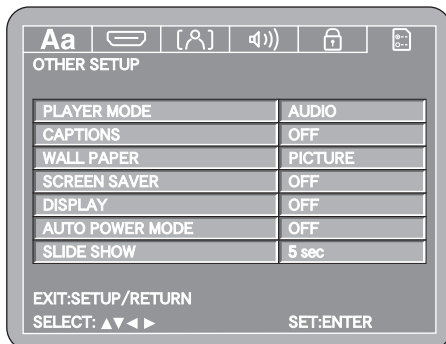 Aa
OTHER SETUP
PLAYER MODE AUDIO
CAPTIONS OFF
WALL PAPER PICTURE
SCREEN SAVER OFF
DISPLAY OFF
AUTO POWER MODE OFF
SLIDE SHOW 5 sec
EXIT:SETUP/RETURN
SELECT: ▲▼◄ ► SET:ENTER